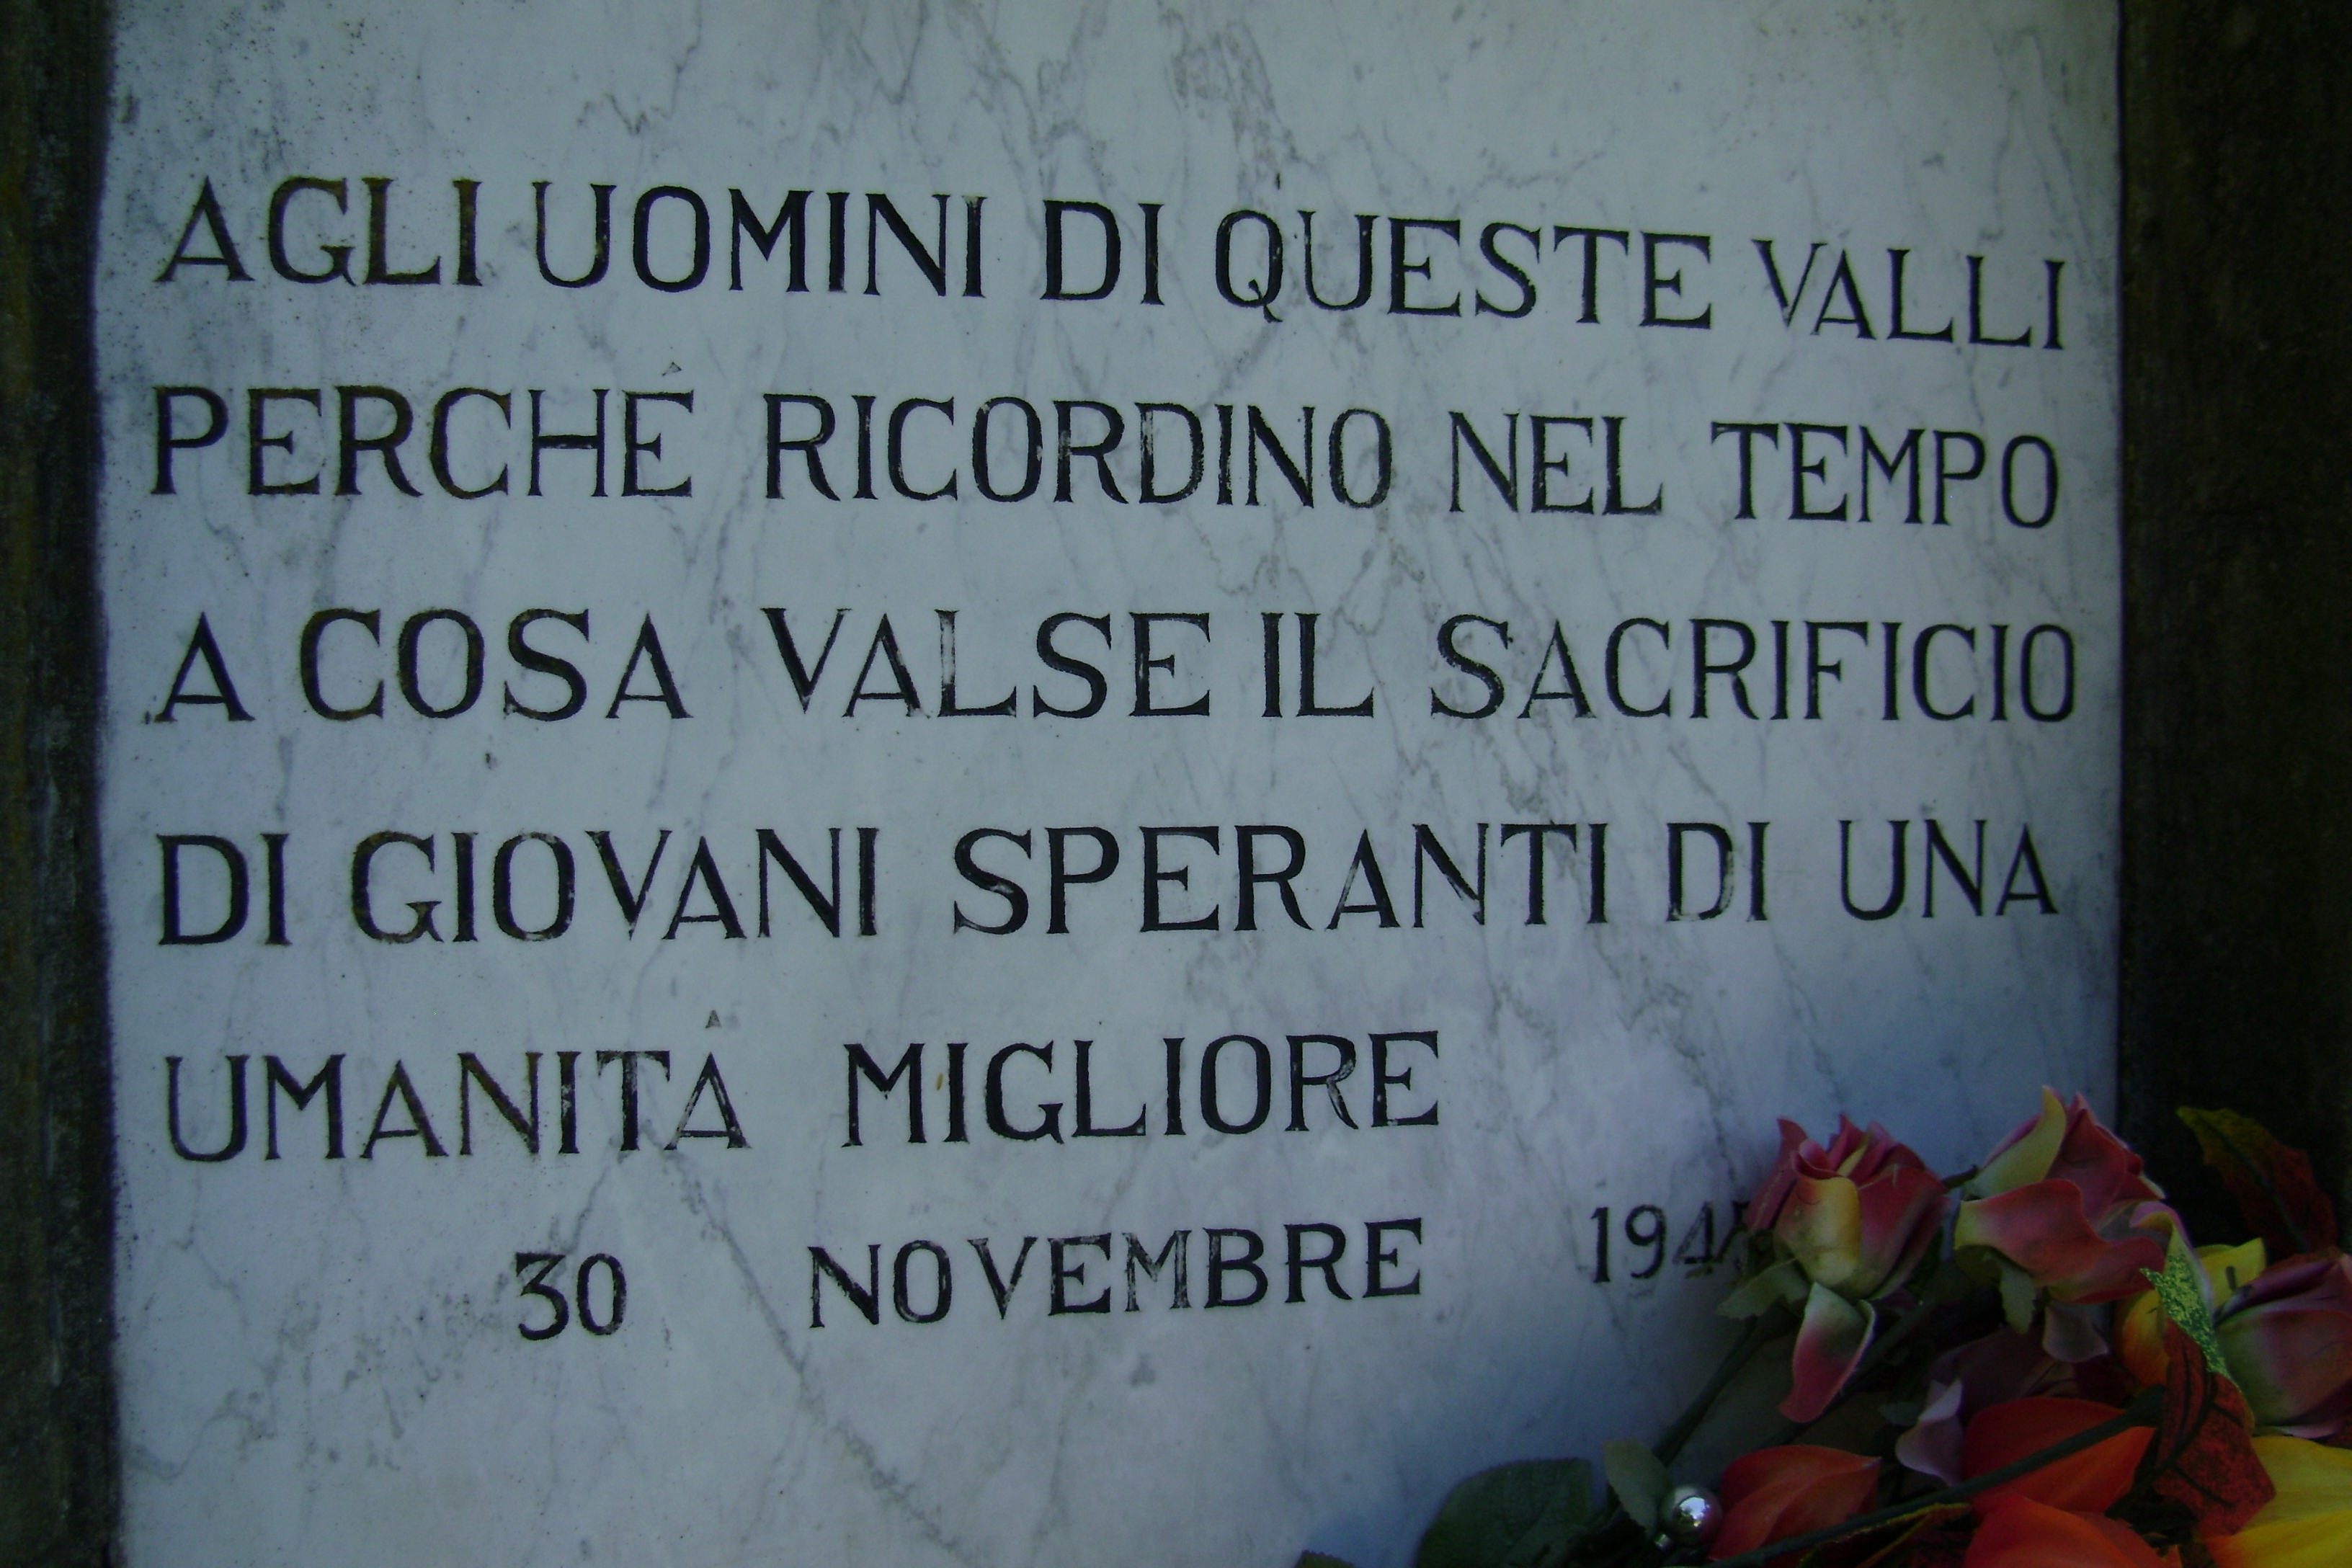 AGLI UOMINI DI QUESTE VALLI
PERCHÉ RICORDINO NEL TEMPO
A COSA VALSE IL SACRIFICIO
DI GIOVANI SPERANTI DI UNA
UMANITÀ MIGLIORE
30 NOVEMBRE